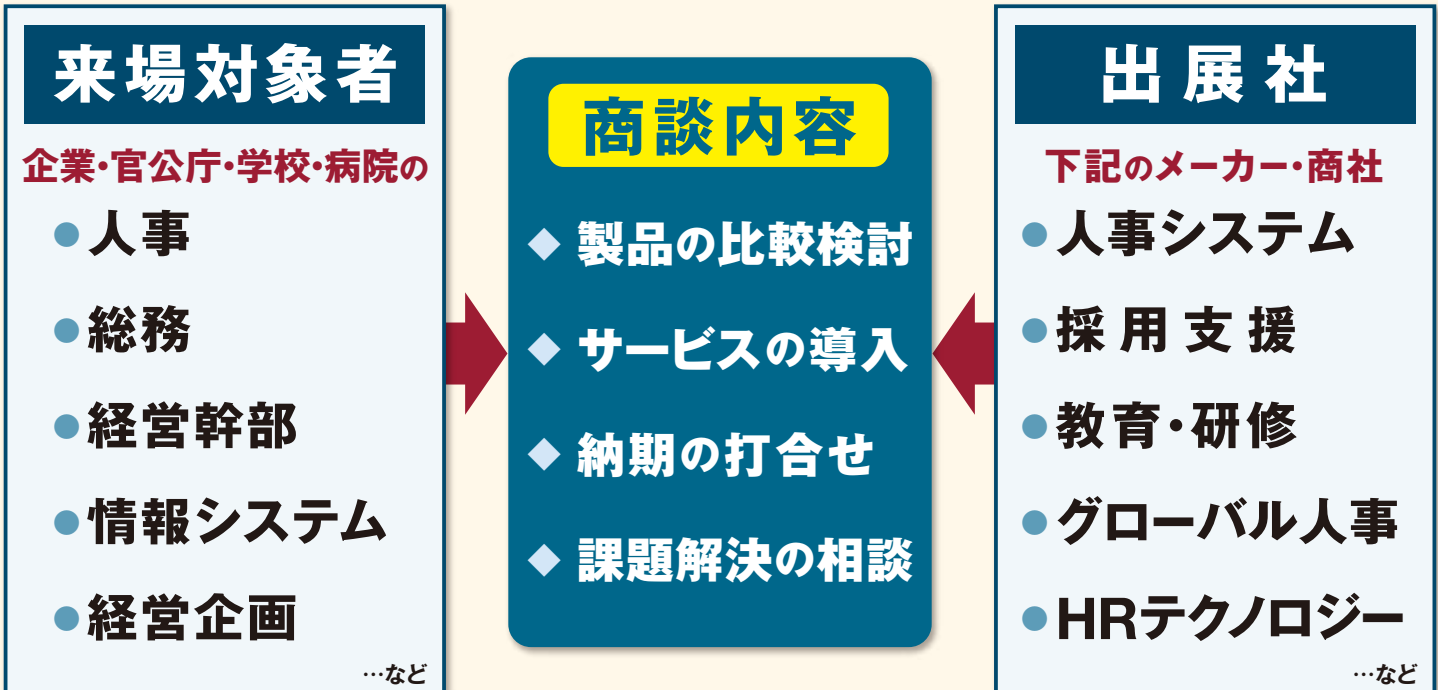 来場対象者
企業・官公庁・学校・病院の
●人事
●総務
●経営幹部
●情報システム
●経営企画
…など
商談内容
◆ 製品の比較検討
◆ サービスの導入
◆ 納期の打合せ
◆ 課題解決の相談
出展社
下記のメーカー・商社
●人事システム
●採用支援
●教育・研修
●グローバル人事
●HRテクノロジー
…など